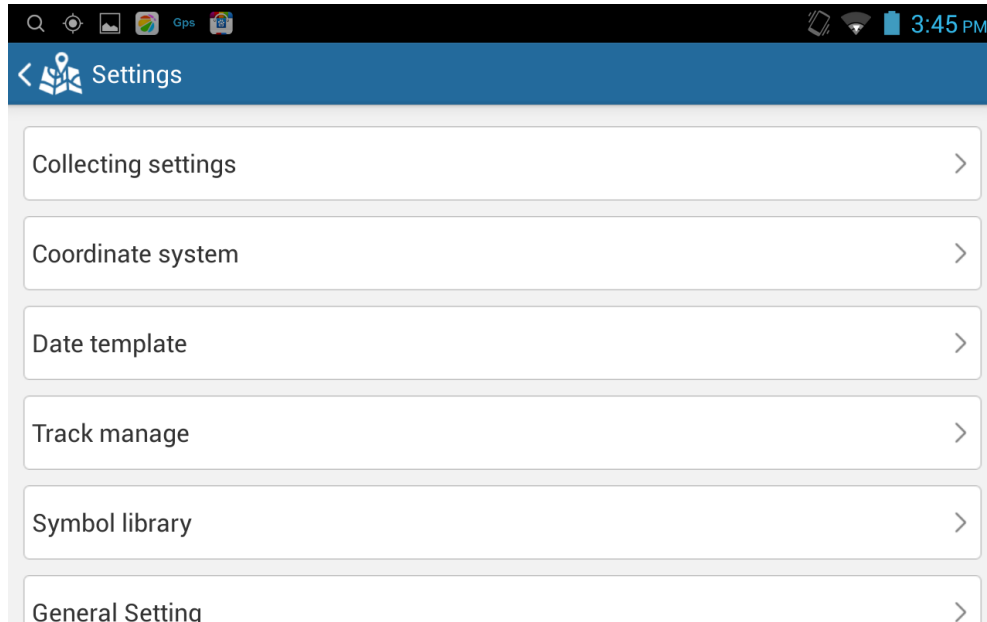 Gps 3:45 PM
Settings
Collecting settings
Coordinate system
Date template
Track manage
Symbol library
General Setting